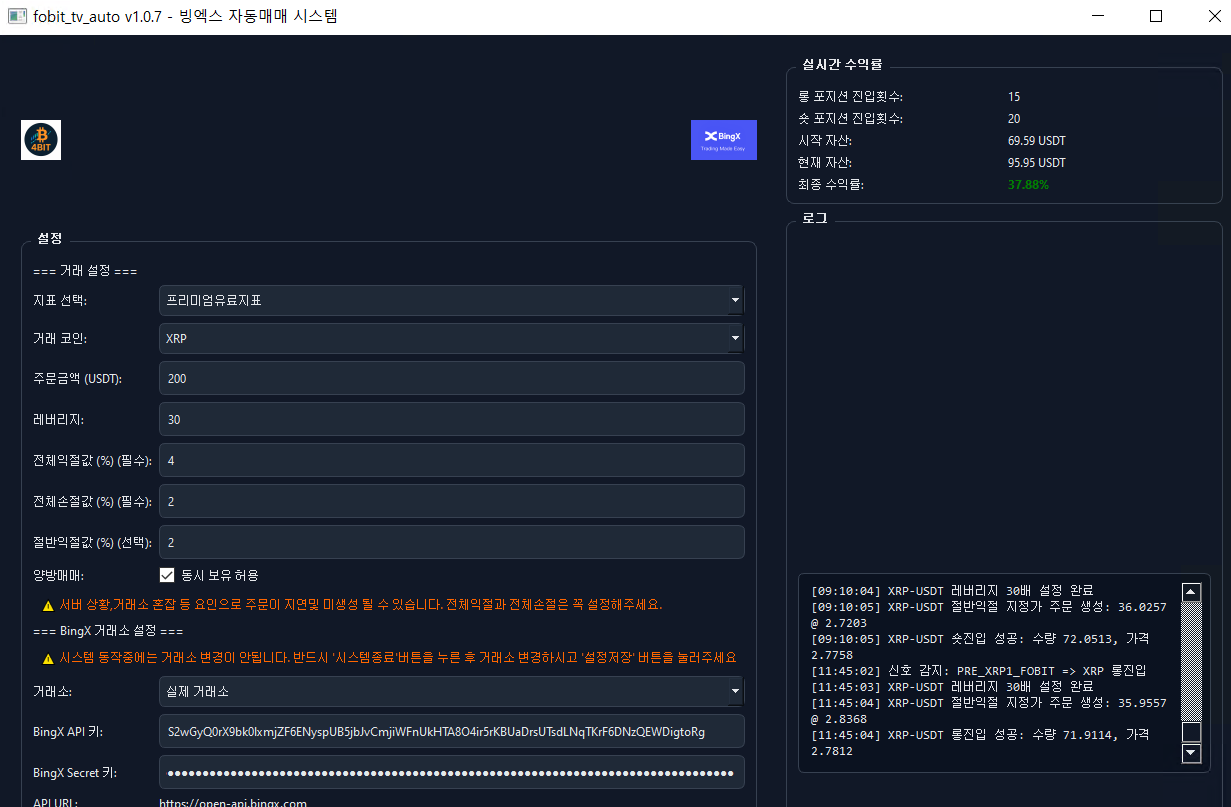 fobit_tv_auto v1.0.7 - 빙엑스 자동매매 시스템
4BIT
BingX
Trading Made Easy
설정
=== 거래 설정 ===
지표 선택: 프리미엄유료지표
거래 코인: XRP
주문금액 (USDT): 200
레버리지: 30
전체익절값 (%) (필수): 4
전체손절값 (%) (필수): 2
절반익절값 (%) (선택): 2
양방매매: 동시 보유 허용
서버 상황,거래소 혼잡 등 요인으로 주문이 지연및 미생성 될 수 있습니다. 전체익절과 전체손절은 꼭 설정해주세요.
=== BingX 거래소 설정 ===
시스템 동작중에는 거래소 변경이 안됩니다. 반드시 '시스템종료'버튼을 누른 후 거래소 변경하시고 '설정저장' 버튼을 눌러주세요
거래소: 실제 거래소
BingX API 키: S2wGyQ0rX9bk0IxmjZF6ENyspUB5jbJvCmjiWFnUkHTA8O4ir5rKBUaDrsUTsdLNqTKrF6DNzQEWDigtoRg
BingX Secret 키:
API URL: https://open-api.bingx.com
실시간 수익률
롱 포지션 진입횟수: 15
숏 포지션 진입횟수: 20
시작 자산: 69.59 USDT
현재 자산: 95.95 USDT
최종 수익률: 37.88%
로그
[09:10:04] XRP-USDT 레버리지 30배 설정 완료
[09:10:05] XRP-USDT 절반익절 지정가 주문 생성: 36.0257
@ 2.7203
[09:10:05] XRP-USDT 숏진입 성공: 수량 72.0513, 가격
2.7758
[11:45:02] 신호 감지: PRE_XRP1_FOBIT => XRP 롱진입
[11:45:03] XRP-USDT 레버리지 30배 설정 완료
[11:45:04] XRP-USDT 절반익절 지정가 주문 생성: 35.9557
@ 2.8368
[11:45:04] XRP-USDT 롱진입 성공: 수량 71.9114, 가격
2.7812